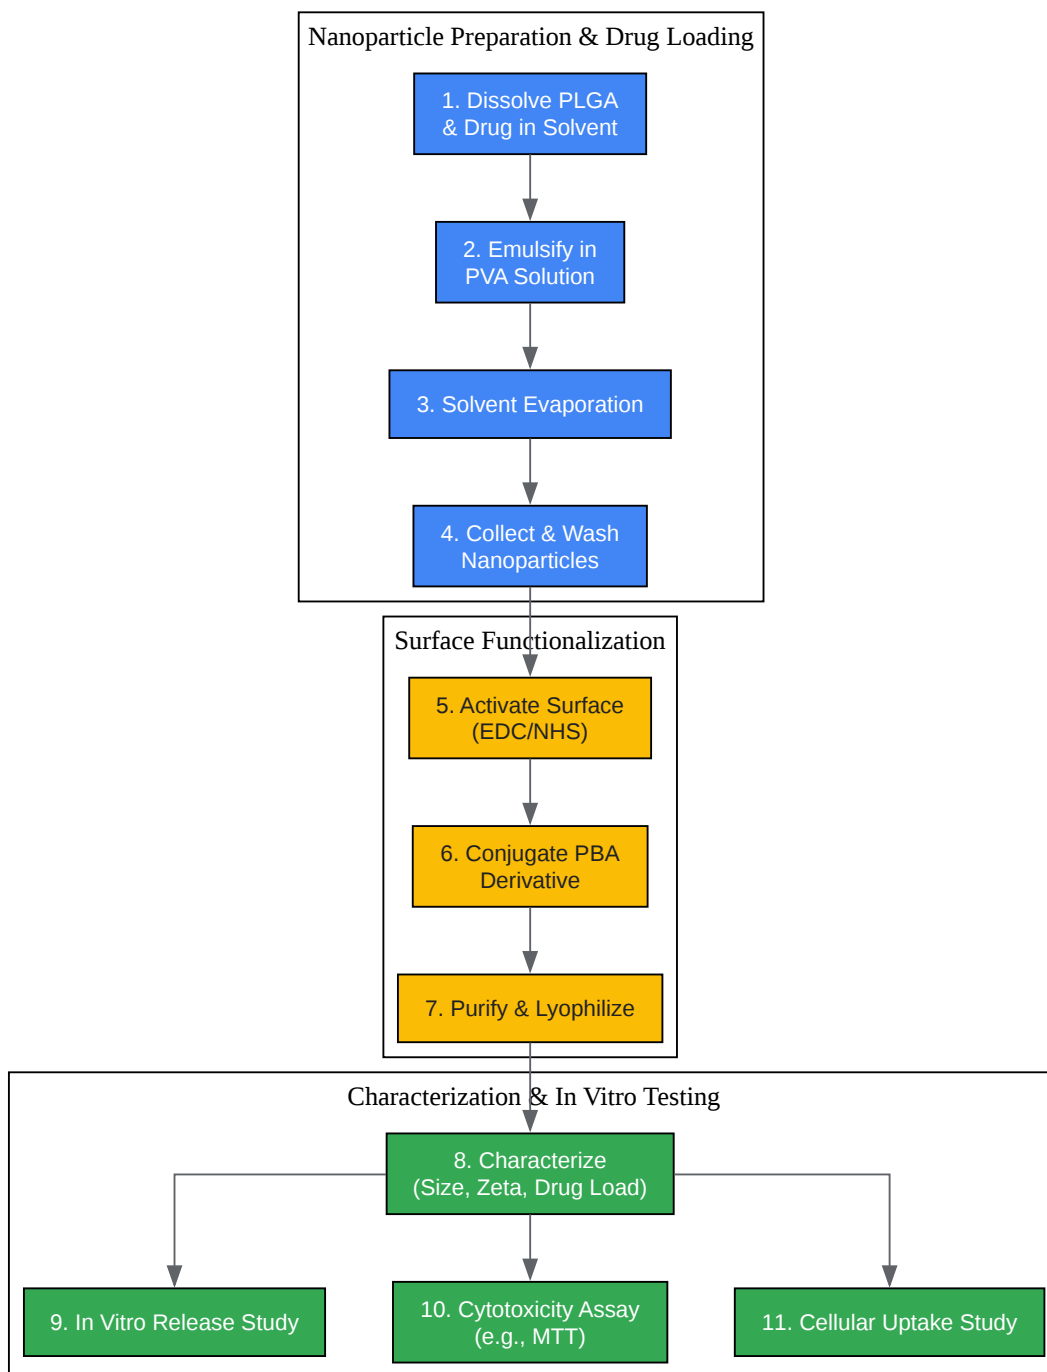 Nanoparticle Preparation & Drug Loading
1. Dissolve PLGA
& Drug in Solvent
2. Emulsify in
PVA Solution
3. Solvent Evaporation
4. Collect & Wash
Nanoparticles
Surface Functionalization
5. Activate Surface
(EDC/NHS)
6. Conjugate PBA
Derivative
7. Purify & Lyophilize
Characterization & In Vitro Testing
8. Characterize
(Size, Zeta, Drug Load)
9. In Vitro Release Study
10. Cytotoxicity Assay
(e.g., MTT)
11. Cellular Uptake Study